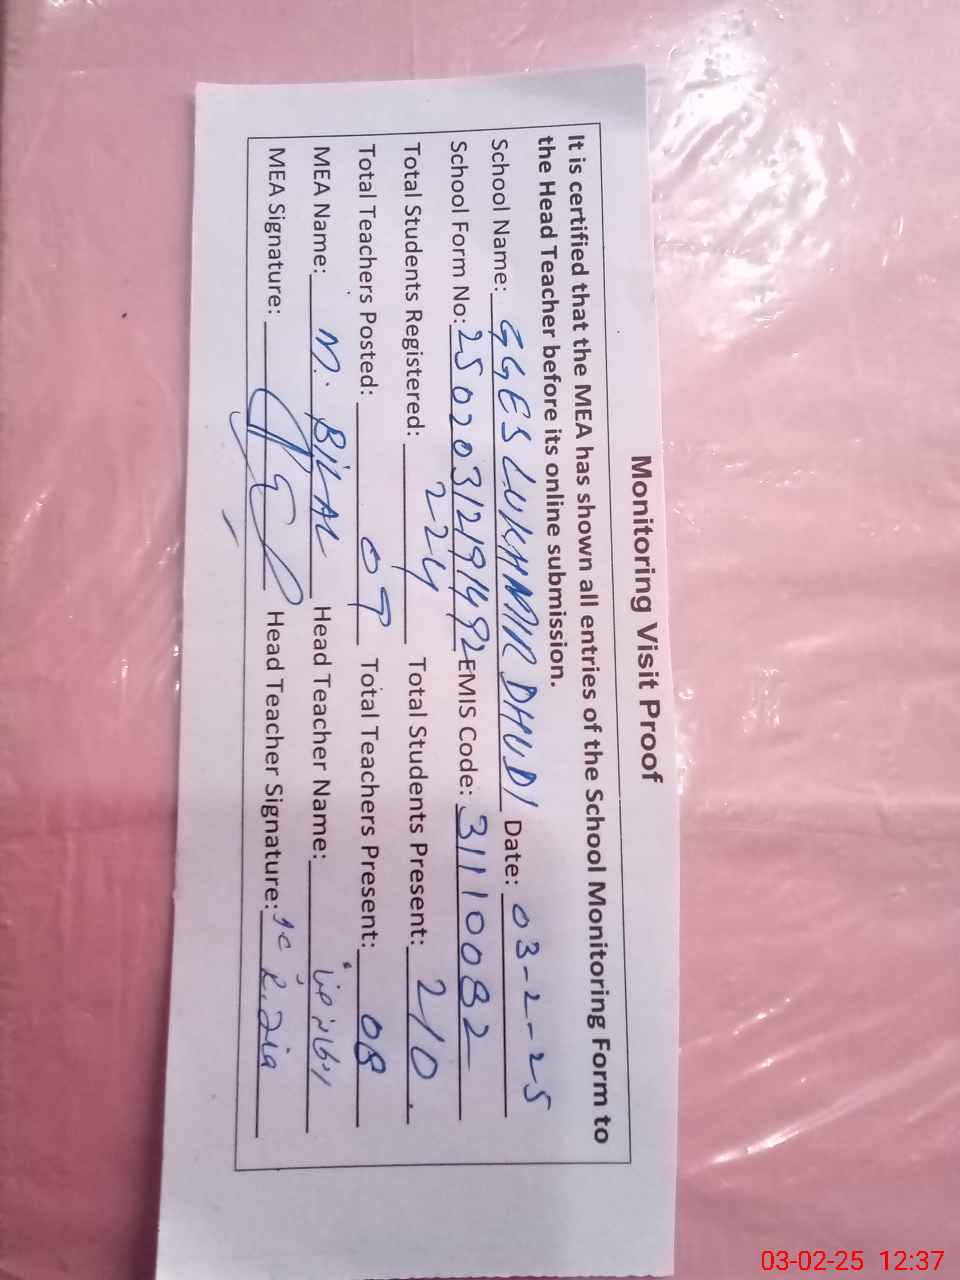 Monitoring Visit Proof
It is certified that the MEA has shown all entries of the School Monitoring Form to
the Head Teacher before its online submission.
School Name: GGES LUKHMIR DHUDI Date: 03-2-25
School Form No: 25020312191492 EMIS Code: 31110082
Total Students Registered: 224 Total Students Present: 210
Total Teachers Posted: 09 Total Teachers Present: 08
MEA Name: M. BILAL Head Teacher Name:
MEA Signature: Head Teacher Signature:
03-02-25 12:37